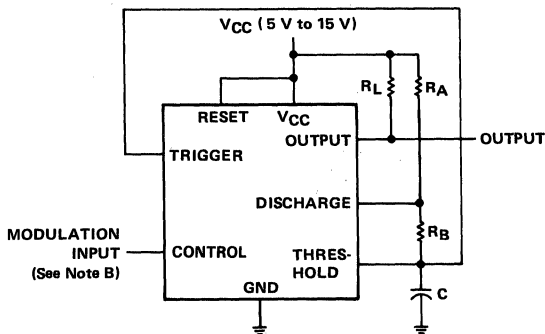 VCC (5 V to 15 V)
RL
RA
RESET
VCC
OUTPUT
OUTPUT
TRIGGER
DISCHARGE
RB
MODULATION
INPUT
(See Note B)
CONTROL
THRES-
HOLD
GND
C